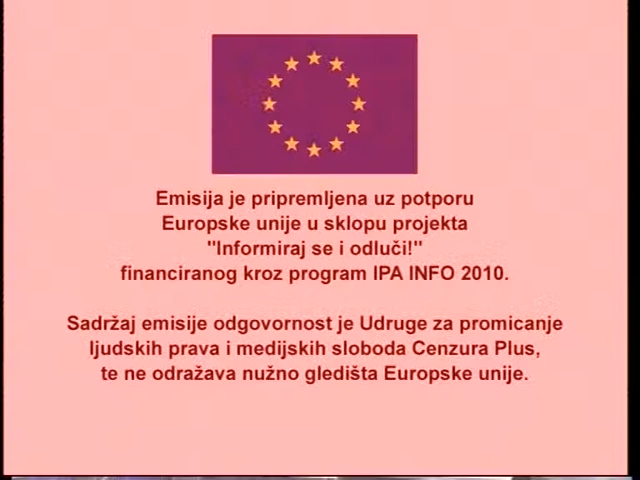 Emisija je pripremljena uz potporu
Europske unije u sklopu projekta
"Informiraj se i odluči!"
financiranog kroz program IPA INFO 2010.
Sadržaj emisije odgovornost je Udruge za promicanje
ljudskih prava i medijskih sloboda Cenzura Plus,
te ne odražava nužno gledišta Europske unije.